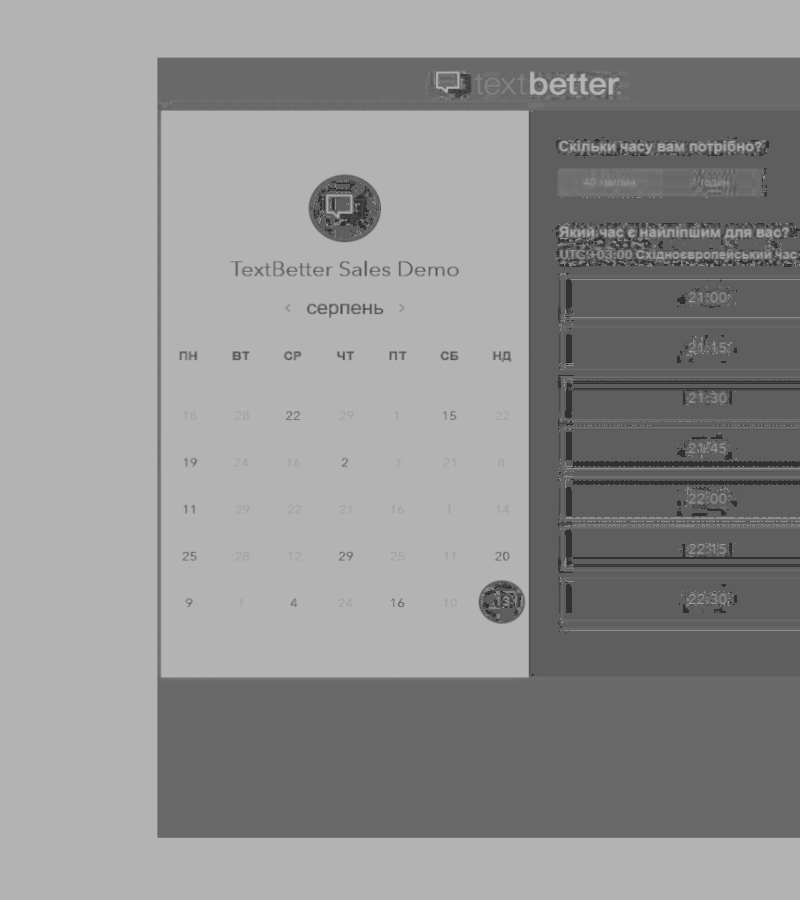 textbetter
TextBetter Sales Demo
‹ серпень ›
ПН ВТ СР ЧТ ПТ СБ НД
18 28 22 29 1 15 22
19 24 16 2 3 21 8
11 29 22 21 16 1 14
25 28 12 29 25 11 20
9 1 4 24 16 10
Скільки часу вам потрібно?
40 хвилин годин
Який час є найліпшим для вас?
UTC +03:00 Східноєвропейський час
21:00
21:15
21:30
21:45
22:00
22:15
22:30